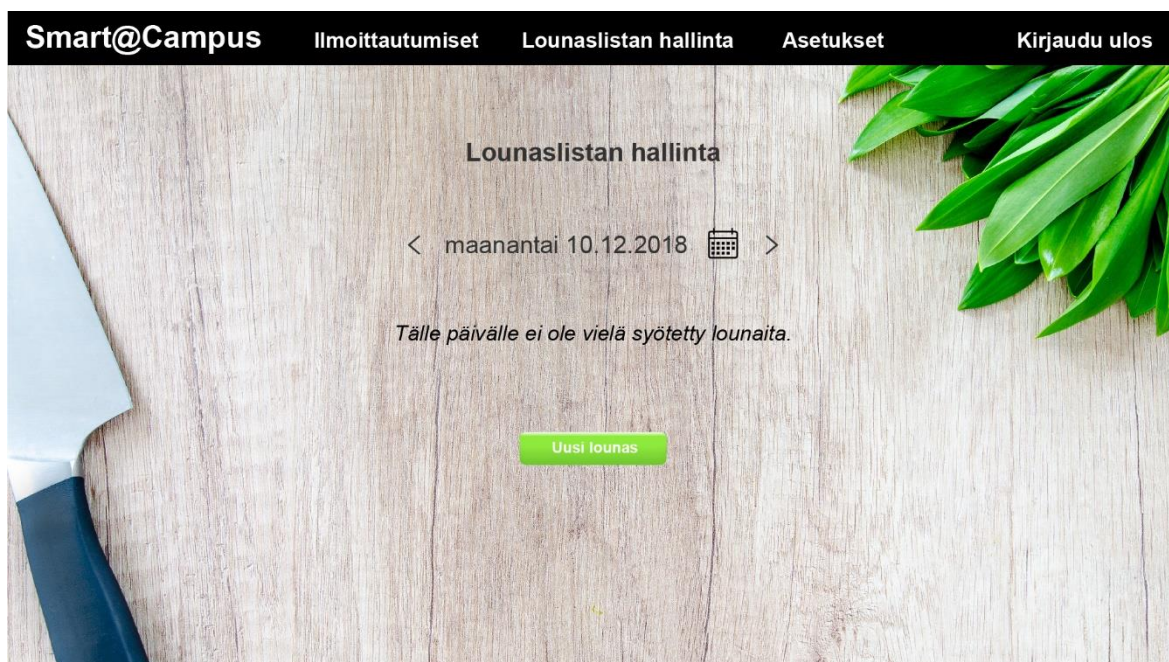 Smart@Campus Ilmoittautumiset Lounaslistan hallinta Asetukset Kirjaudu ulos
Lounaslistan hallinta
< maanantai 10.12.2018 >
Tälle päivälle ei ole vielä syötetty lounaita.
Uusi lounas